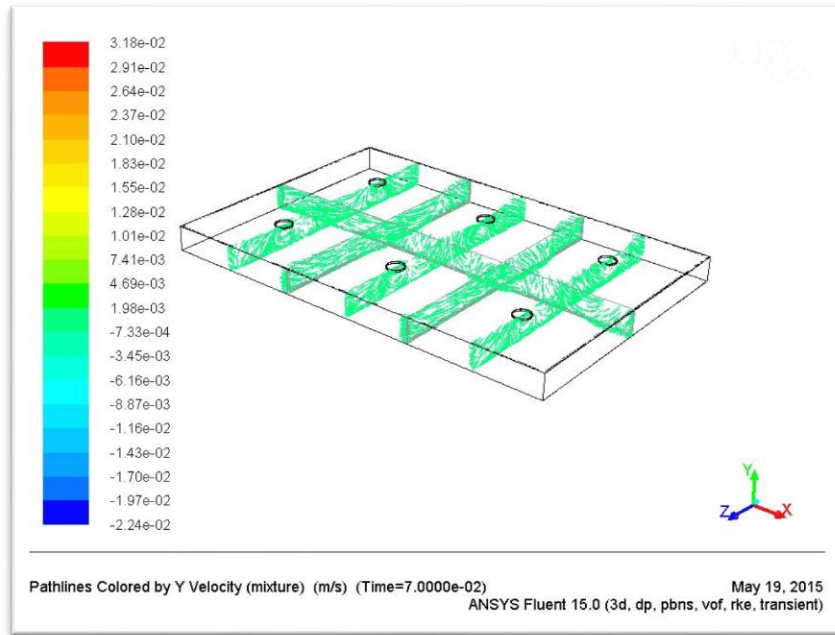 3.18e-02
2.91e-02
2.64e-02
2.37e-02
2.10e-02
1.83e-02
1.55e-02
1.28e-02
1.01e-02
7.41e-03
4.69e-03
1.98e-03
-7.33e-04
-3.45e-03
-6.16e-03
-8.87e-03
-1.16e-02
-1.43e-02
-1.70e-02
-1.97e-02
-2.24e-02
Y
Z
X
Pathlines Colored by Y Velocity (mixture) (m/s) (Time=7.0000e-02)
May 19, 2015
ANSYS Fluent 15.0 (3d, dp, pbns, vof, rke, transient)